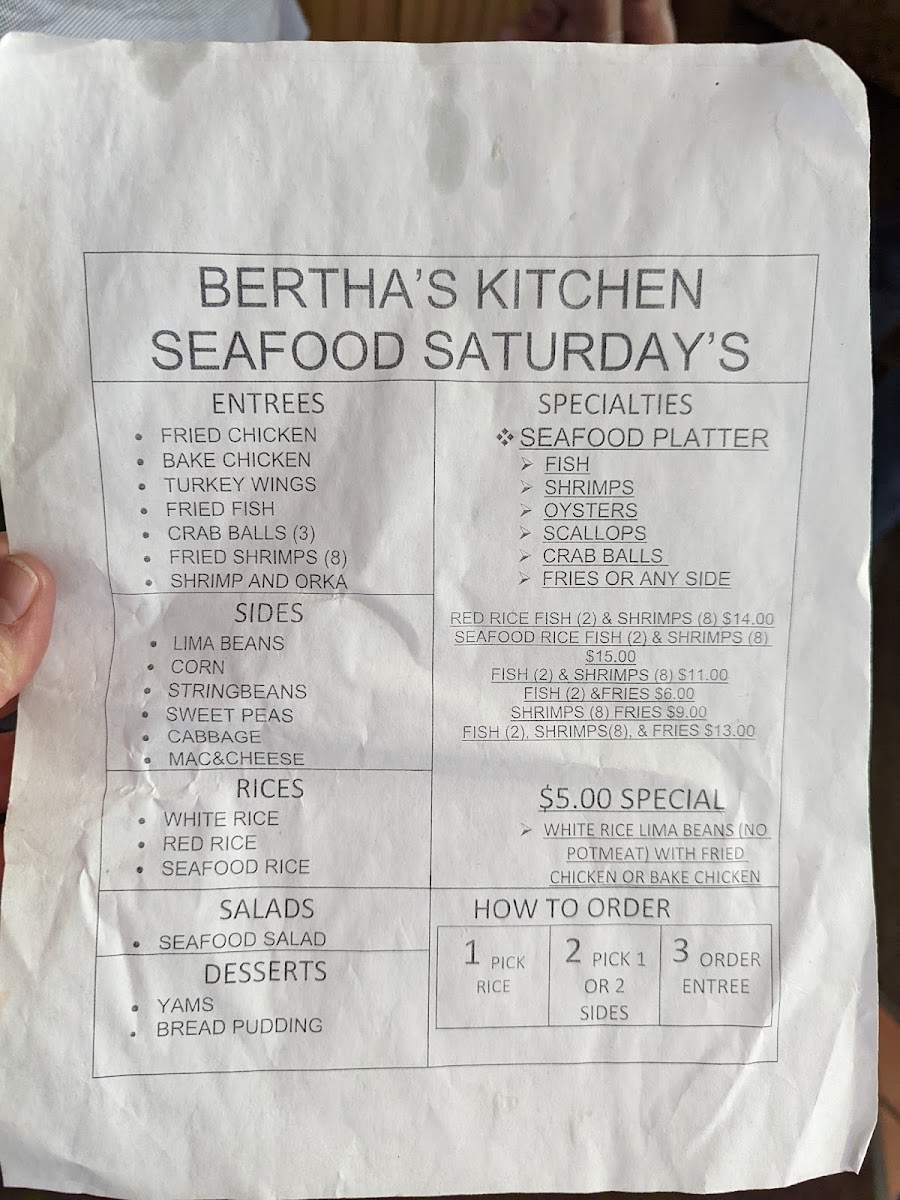 BERTHA'S KITCHEN
SEAFOOD SATURDAY'S
ENTREES
• FRIED CHICKEN
• BAKE CHICKEN
• TURKEY WINGS
• FRIED FISH
• CRAB BALLS (3)
• FRIED SHRIMPS (8)
• SHRIMP AND ORKA
SIDES
• LIMA BEANS
• CORN
• STRINGBEANS
• SWEET PEAS
• CABBAGE
• MAC&CHEESE
RICES
• WHITE RICE
• RED RICE
• SEAFOOD RICE
SALADS
• SEAFOOD SALAD
DESSERTS
• YAMS
• BREAD PUDDING
SPECIALTIES
❖ SEAFOOD PLATTER
➢ FISH
➢ SHRIMPS
➢ OYSTERS
➢ SCALLOPS
➢ CRAB BALLS
➢ FRIES OR ANY SIDE
RED RICE FISH (2) & SHRIMPS (8) $14.00
SEAFOOD RICE FISH (2) & SHRIMPS (8)
$15.00
FISH (2) & SHRIMPS (8) $11.00
FISH (2) &FRIES $6.00
SHRIMPS (8) FRIES $9.00
FISH (2), SHRIMPS(8), & FRIES $13.00
$5.00 SPECIAL
➢ WHITE RICE LIMA BEANS (NO
POTMEAT) WITH FRIED
CHICKEN OR BAKE CHICKEN
HOW TO ORDER
1 PICK
RICE
2 PICK 1
OR 2
SIDES
3 ORDER
ENTREE